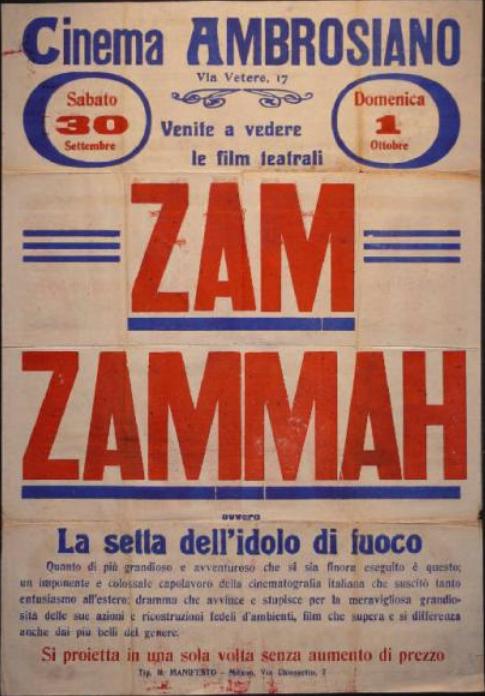 Cinema AMBROSIANO
Via Vetere, 17
Sabato
30
Settembre
Domenica
1
Ottobre
Venite a vedere
le film teatrali
ZAM
ZAMMAH
ovvero
La setta dell'idolo di fuoco
Quanto di più grandioso e avventuroso che si sia finora eseguito è questo;
un imponente e colossale capolavoro della cinematografia italiana che suscitò tanto
entusiasmo all'estero; dramma che avvince e stupisce per la meravigliosa grandio-
sità delle sue azioni e ricostruzioni fedeli d'ambienti, film che supera e si differenza
anche dai più belli del genere.
Si proietta in una sola volta senza aumento di prezzo
Tip. IL MANIFESTO - Milano, Via